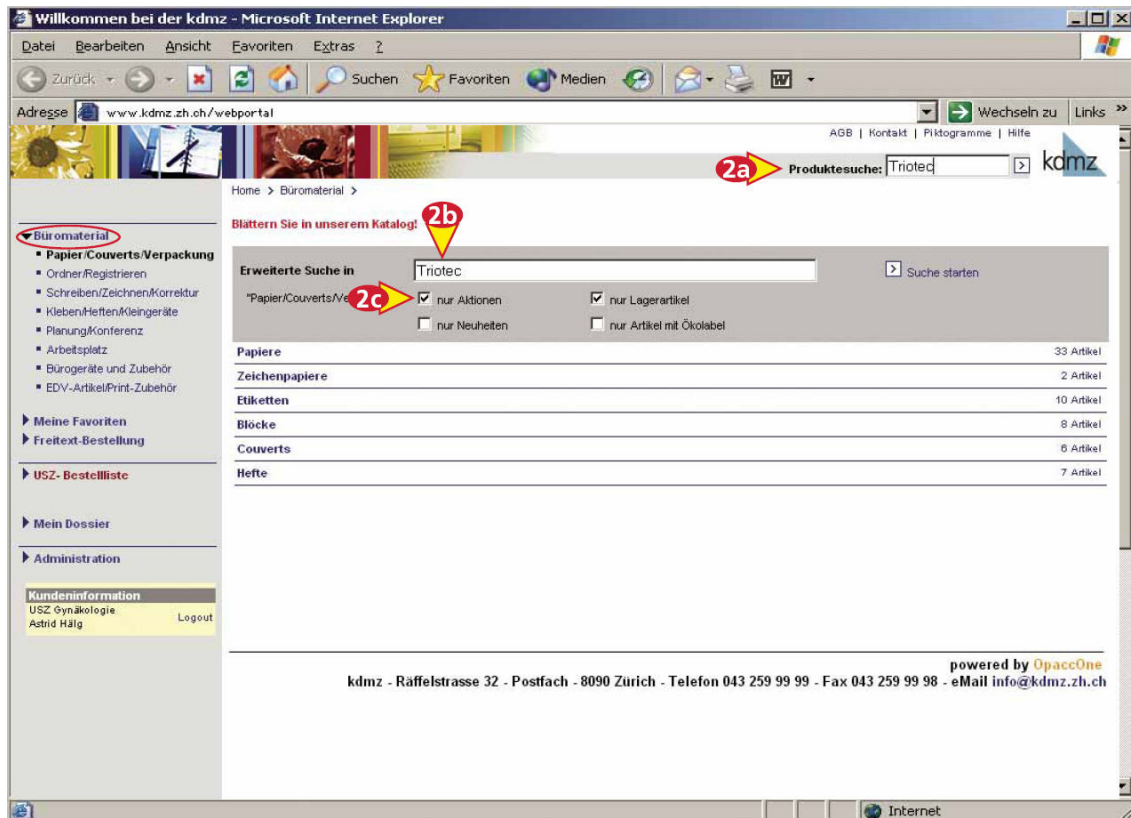 Willkommen bei der kdmz - Microsoft Internet Explorer
Datei Bearbeiten Ansicht Favoriten Extras ?
Zurück Suchen Favoriten Medien
Adresse www.kdmz.zh.ch/webportal Wechseln zu Links »
AGB | Kontakt | Piktogramme | Hilfe
2a Produktesuche: Triotec kdmz
Home > Büromaterial >
Blättern Sie in unserem Katalog! 2b
Büromaterial
Papier/Couverts/Verpackung
Ordner/Registrieren
Schreiben/Zeichnen/Korrektur
Kleben/Heften/Kleingeräte
Planung/Konferenz
Arbeitsplatz
Bürogeräte und Zubehör
EDV-Artikel/Print-Zubehör
Meine Favoriten
Freitext-Bestellung
USZ- Bestellliste
Mein Dossier
Administration
Kundeninformation
USZ Gynäkologie
Astrid Hälg Logout
Erweiterte Suche in Triotec Suche starten
"Papier/Couverts/Ve 2c nur Aktionen nur Lagerartikel
nur Neuheiten nur Artikel mit Ökolabel
Papiere 33 Artikel
Zeichenpapiere 2 Artikel
Etiketten 10 Artikel
Blöcke 8 Artikel
Couverts 6 Artikel
Hefte 7 Artikel
powered by OpaccOne
kdmz - Räffelstrasse 32 - Postfach - 8090 Zürich - Telefon 043 259 99 99 - Fax 043 259 99 98 - eMail info@kdmz.zh.ch
Internet